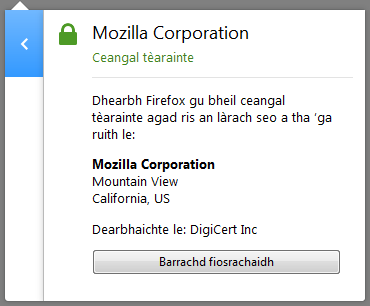 Mozilla Corporation
Ceangal tèarainte
Dhearbh Firefox gu bheil ceangal
tèarainte agad ris an làrach seo a tha 'ga
ruith le:
Mozilla Corporation
Mountain View
California, US
Dearbhaichte le: DigiCert Inc
Barrachd fiosrachaidh